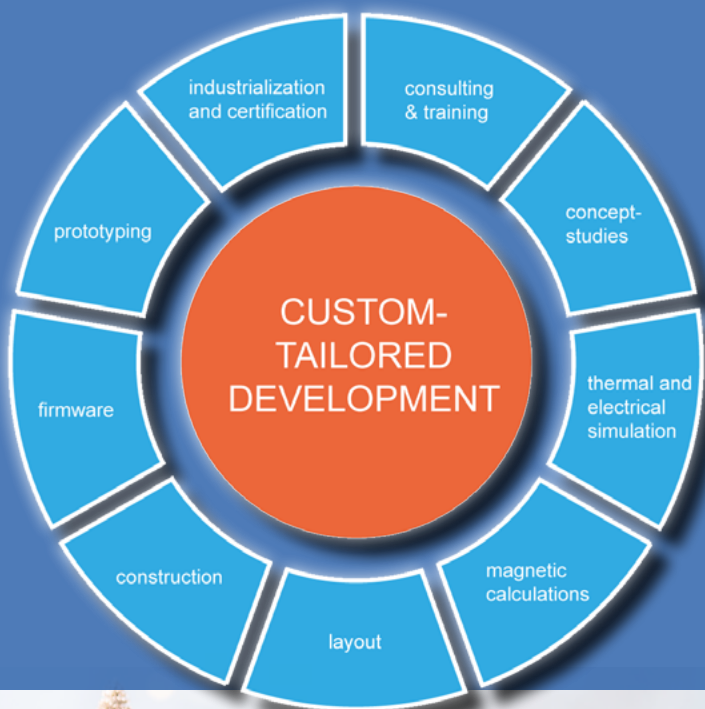 industrialization
and certification
consulting
& training
concept-
studies
thermal and
electrical
simulation
magnetic
calculations
layout
construction
firmware
prototyping
CUSTOM-
TAILORED
DEVELOPMENT